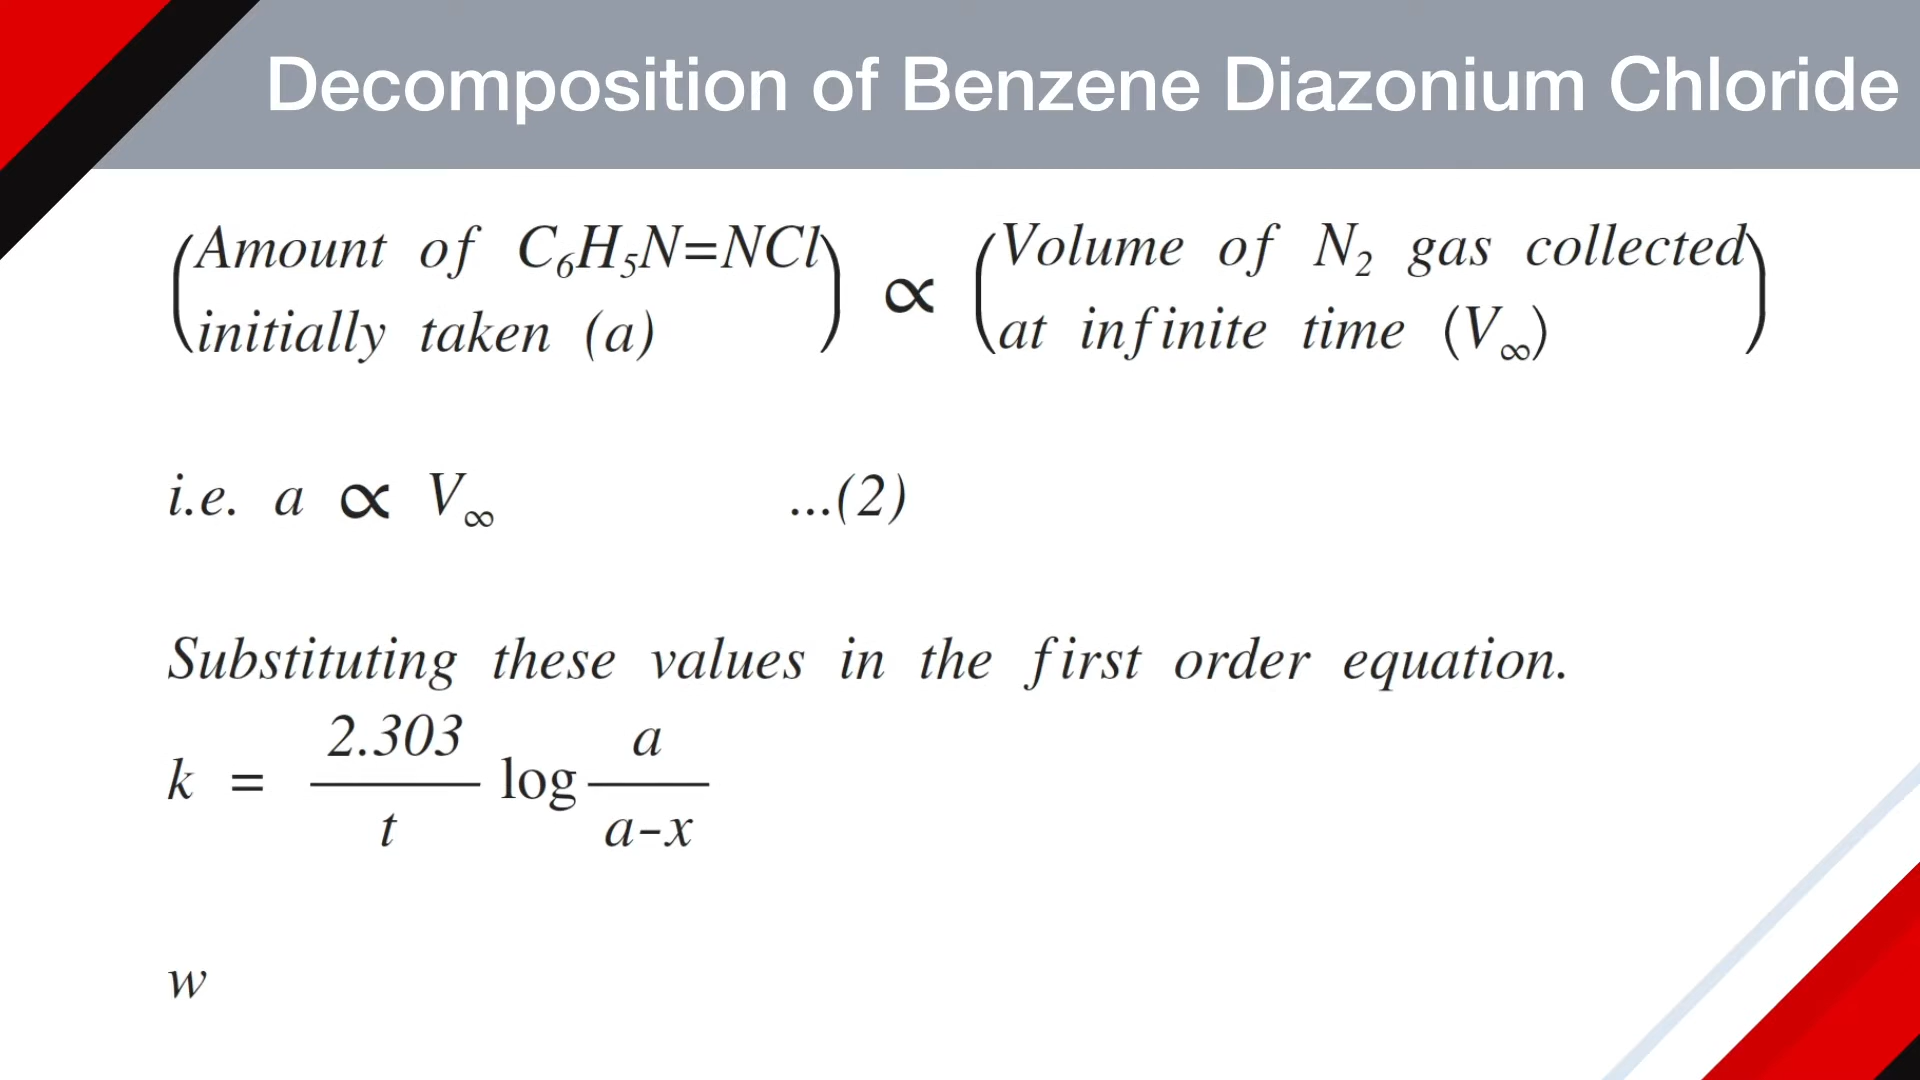 Decomposition of Benzene Diazonium Chloride
(Amount of C₆H₅N=NCl initially taken (a)) ∝ (Volume of N₂ gas collected at infinite time (V∞))
i.e. a ∝ V∞ ...(2)
Substituting these values in the first order equation.
k = 2.303/t log a/a-x
w